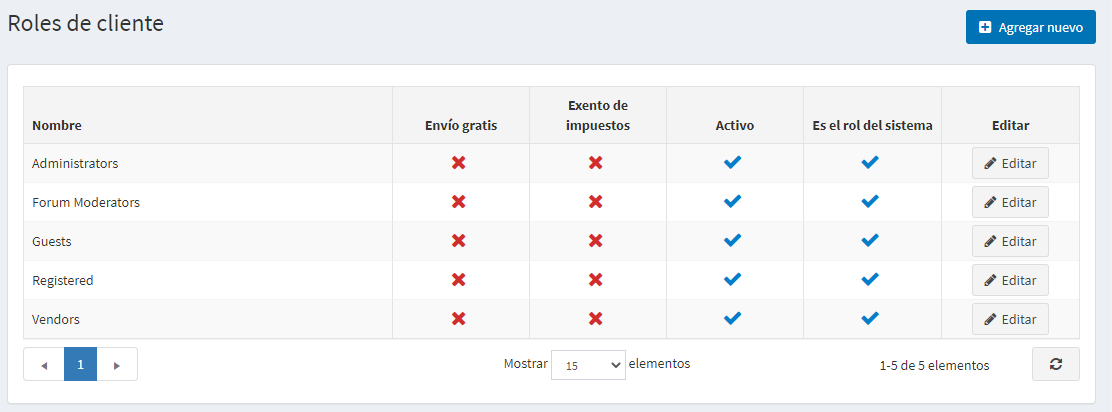 Roles de cliente
Agregar nuevo
Nombre Envío gratis Exento de impuestos Activo Es el rol del sistema Editar
Administrators Editar
Forum Moderators Editar
Guests Editar
Registered Editar
Vendors Editar
1 Mostrar 15 elementos 1-5 de 5 elementos